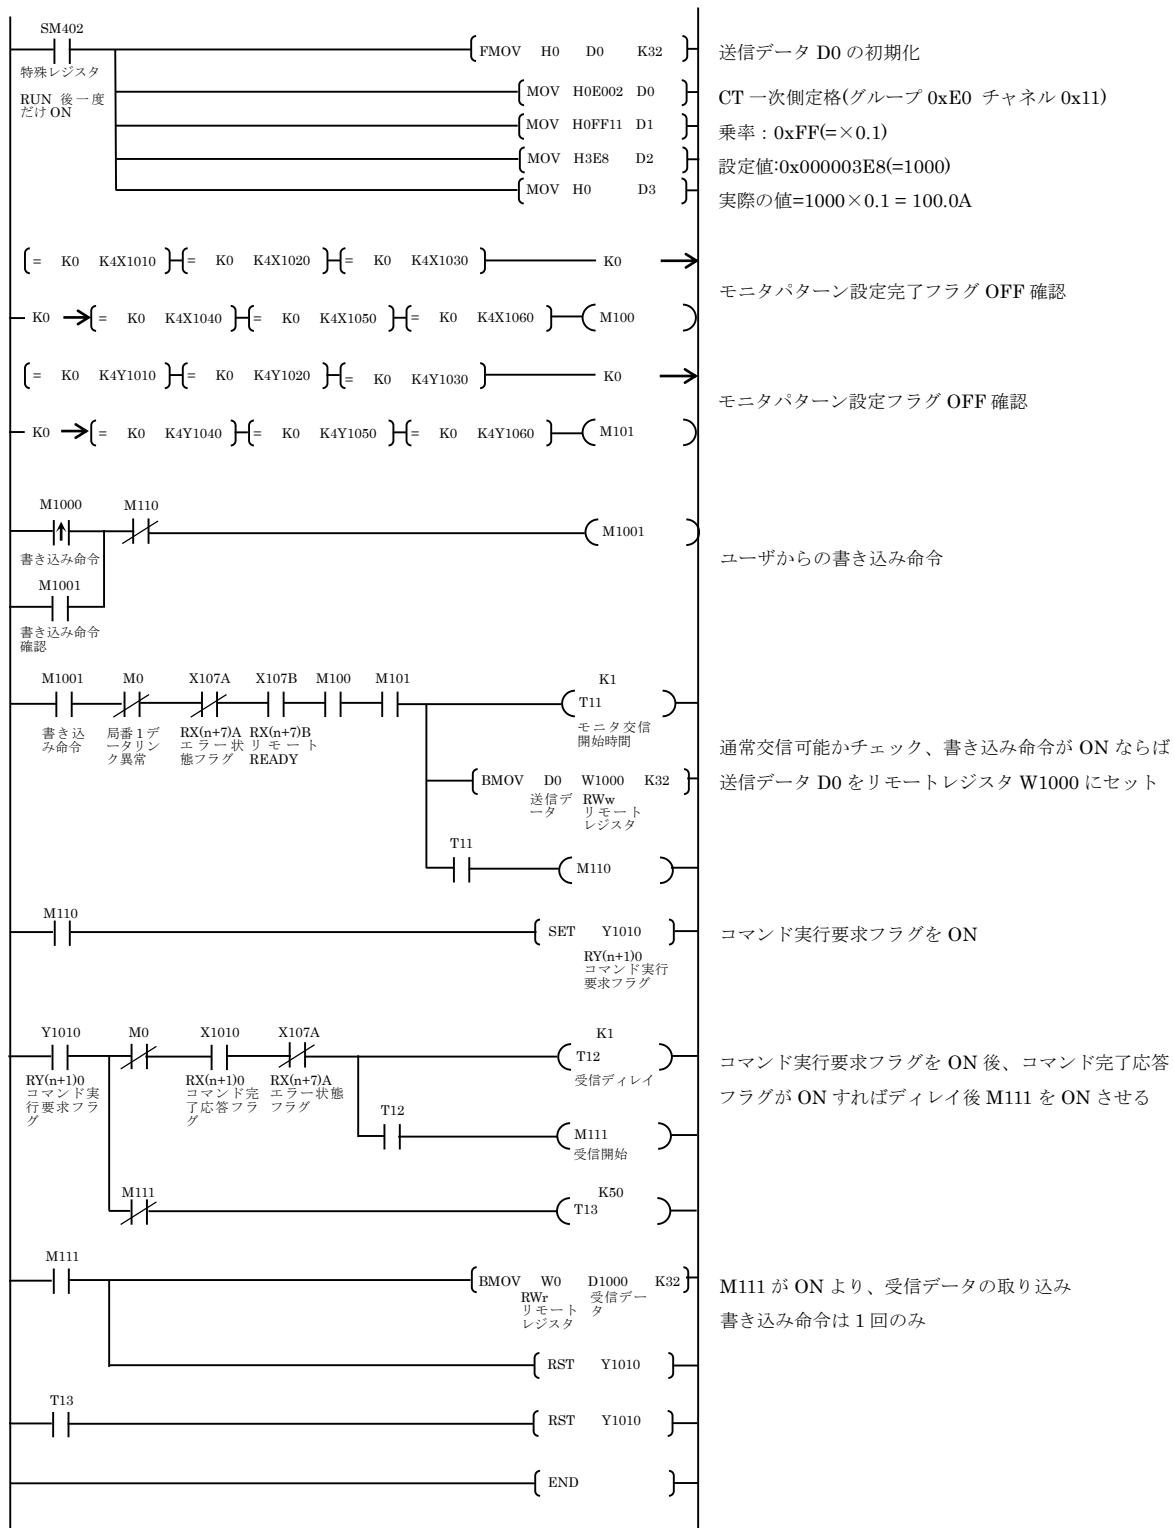 SM402
特殊レジスタ
RUN 後一度
だけ ON
FMOV H0 D0 K32
送信データ D0 の初期化
MOV H0E002 D0
CT 一次側定格(グループ 0xE0 チャネル 0x11)
MOV H0FF11 D1
乗率：0xFF(=×0.1)
MOV H3E8 D2
設定値:0x000003E8(=1000)
MOV H0 D3
実際の値=1000×0.1 = 100.0A
= K0 K4X1010 = K0 K4X1020 = K0 K4X1030 K0
モニタパターン設定完了フラグ OFF 確認
K0 = K0 K4X1040 = K0 K4X1050 = K0 K4X1060 M100
= K0 K4Y1010 = K0 K4Y1020 = K0 K4Y1030 K0
モニタパターン設定フラグ OFF 確認
K0 = K0 K4Y1040 = K0 K4Y1050 = K0 K4Y1060 M101
M1000 M110
M1001
書き込み命令
ユーザからの書き込み命令
M1001
書き込み命令
確認
M1001 M0 X107A X107B M100 M101 K1
T11
書き込
み命令
局番 1 デ
ータリン
ク異常
RX(n+7)A
エラー状
態フラグ
RX(n+7)B
リモート
READY
モニタ交信
開始時間
通常交信可能かチェック、書き込み命令が ON ならば
送信データ D0 をリモートレジスタ W1000 にセット
BMOV D0 W1000 K32
送信デ
ータ
RWw
リモート
レジスタ
T11
M110
M110
SET Y1010
コマンド実行要求フラグを ON
RY(n+1)0
コマンド実行
要求フラグ
Y1010 M0 X1010 X107A K1
T12
RY(n+1)0
コマンド実
行要求フラ
グ
RX(n+1)0
コマンド完
了応答フラ
グ
RX(n+7)A
エラー状態
フラグ
受信ディレイ
コマンド実行要求フラグを ON 後、コマンド完了応答
フラグが ON すればディレイ後 M111 を ON させる
T12
M111
受信開始
M111 K50
T13
M111
BMOV W0 D1000 K32
RWr
リモート
レジスタ
受信デー
タ
M111 が ON より、受信データの取り込み
書き込み命令は 1 回のみ
RST Y1010
T13
RST Y1010
END